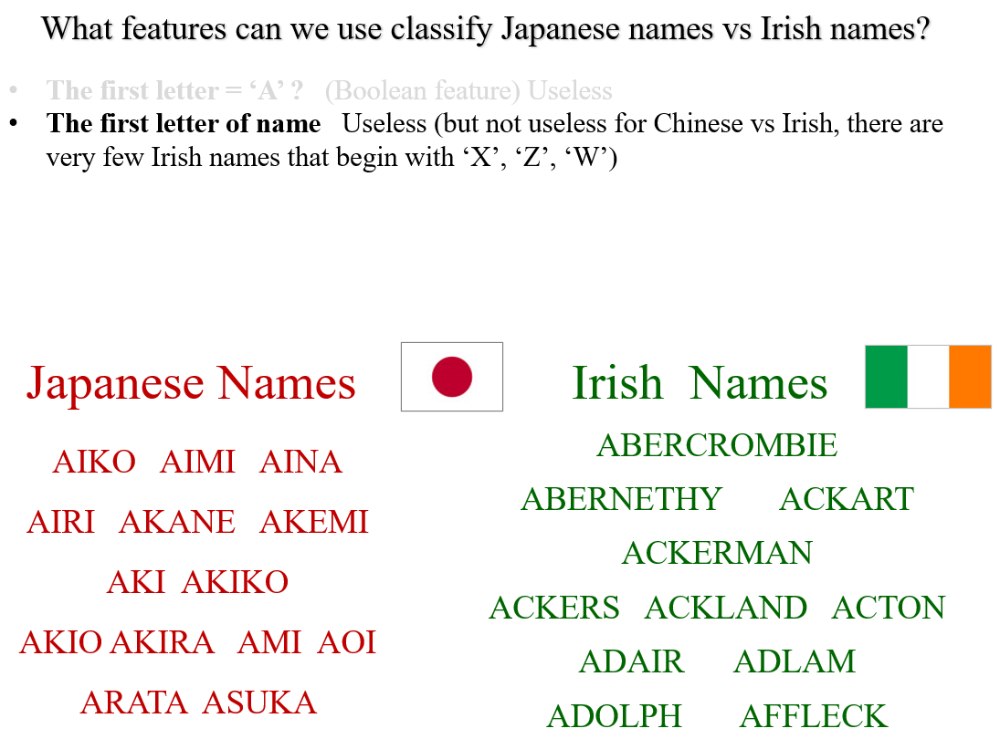 What features can we use classify Japanese names vs Irish names?
• The first letter = ‘A’ ? (Boolean feature) Useless
• The first letter of name Useless (but not useless for Chinese vs Irish, there are
very few Irish names that begin with ‘X’, ‘Z’, ‘W’)
Japanese Names
AIKO AIMI AINA
AIRI AKANE AKEMI
AKI AKIKO
AKIO AKIRA AMI AOI
ARATA ASUKA
Irish Names
ABERCROMBIE
ABERNETHY ACKART
ACKERMAN
ACKERS ACKLAND ACTON
ADAIR ADLAM
ADOLPH AFFLECK